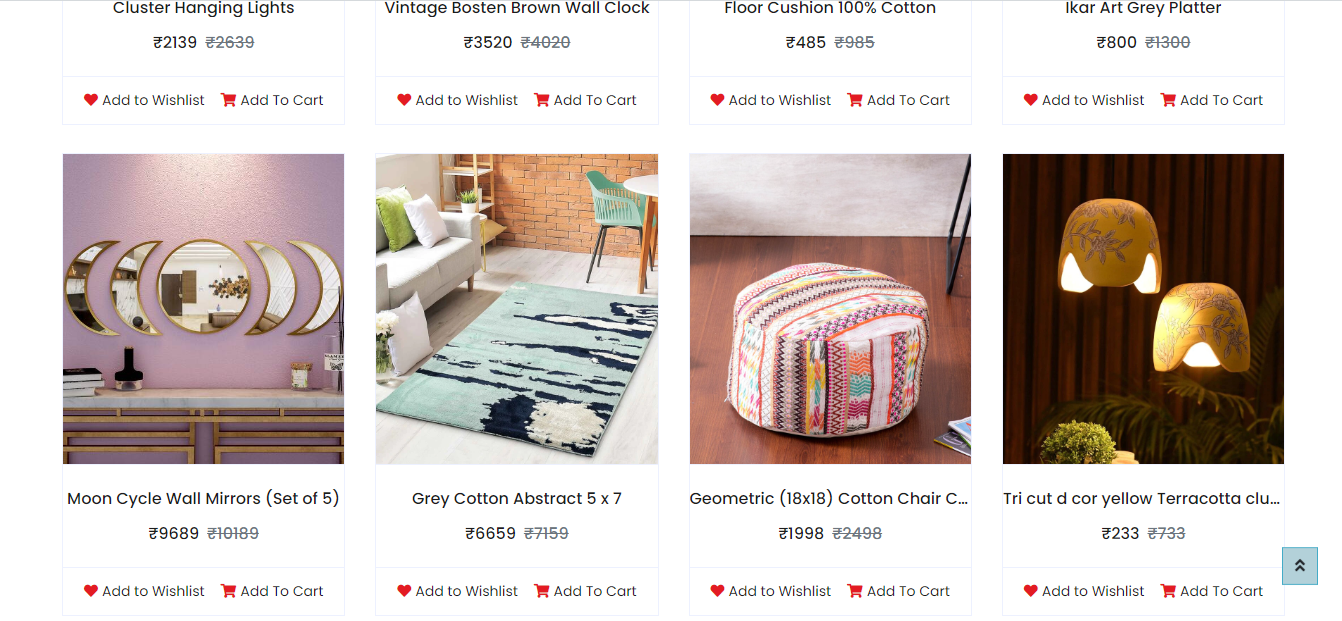 Cluster Hanging Lights
₹2139 ₹2639
Add to Wishlist Add To Cart
Vintage Bosten Brown Wall Clock
₹3520 ₹4020
Add to Wishlist Add To Cart
Floor Cushion 100% Cotton
₹485 ₹985
Add to Wishlist Add To Cart
Ikar Art Grey Platter
₹800 ₹1300
Add to Wishlist Add To Cart
Moon Cycle Wall Mirrors (Set of 5)
₹9689 ₹10189
Add to Wishlist Add To Cart
Grey Cotton Abstract 5 x 7
₹6659 ₹7159
Add to Wishlist Add To Cart
Geometric (18x18) Cotton Chair C...
₹1998 ₹2498
Add to Wishlist Add To Cart
Tri cut d cor yellow Terracotta clu...
₹233 ₹733
Add to Wishlist Add To Cart